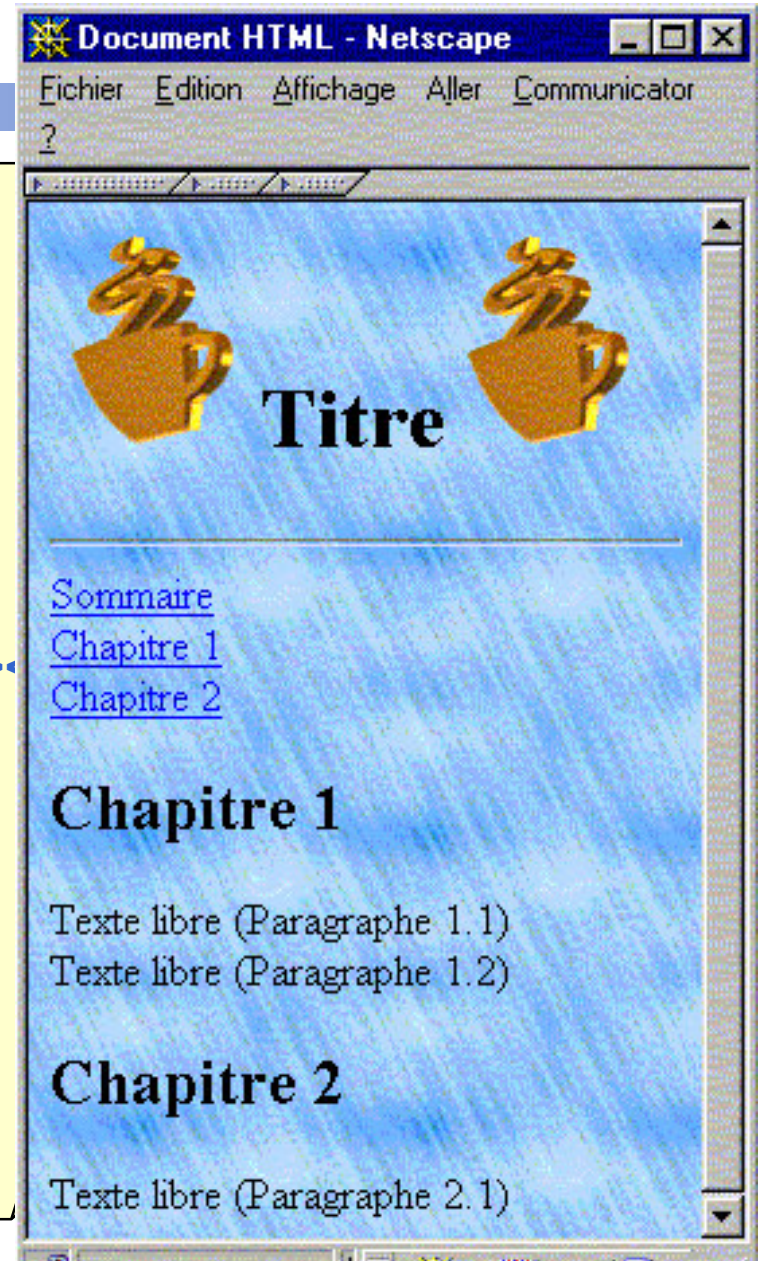 Document HTML - Netscape
Fichier Edition Affichage Aller Communicator
?
Titre
Sommaire
Chapitre 1
Chapitre 2
Chapitre 1
Texte libre (Paragraphe 1.1)
Texte libre (Paragraphe 1.2)
Chapitre 2
Texte libre (Paragraphe 2.1)